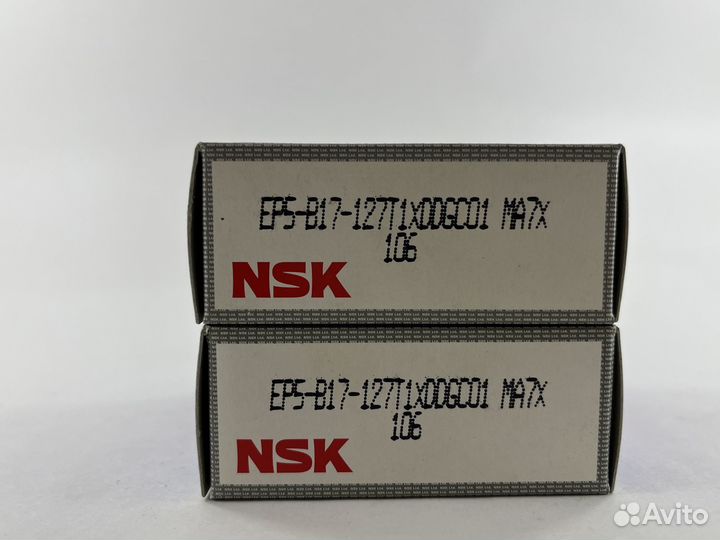 EP5-B17-127T1XDDGC01 MA7X
106
NSK
EP5-B17-127T1XDDGC01 MA7X
106
NSK
Avito